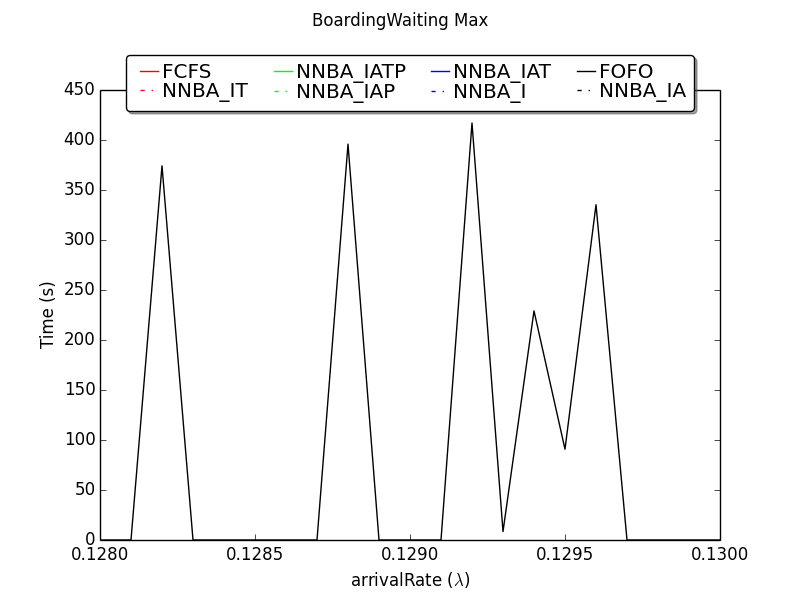 BoardingWaiting Max
FCFS NNBA_IATP NNBA_IAT FOFO
NNBA_IT NNBA_IAP NNBA_I NNBA_IA
450
400
350
300
250
200
150
100
50
0
Time (s)
0.1280 0.1285 0.1290 0.1295 0.1300
arrivalRate (λ)